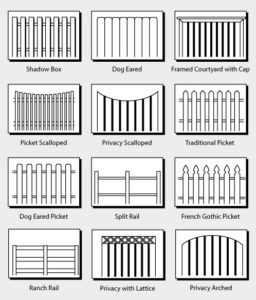 Shadow Box
Dog Eared
Framed Courtyard with Cap
Picket Scalloped
Privacy Scalloped
Traditional Picket
Dog Eared Picket
Split Rail
French Gothic Picket
Ranch Rail
Privacy with Lattice
Privacy Arched